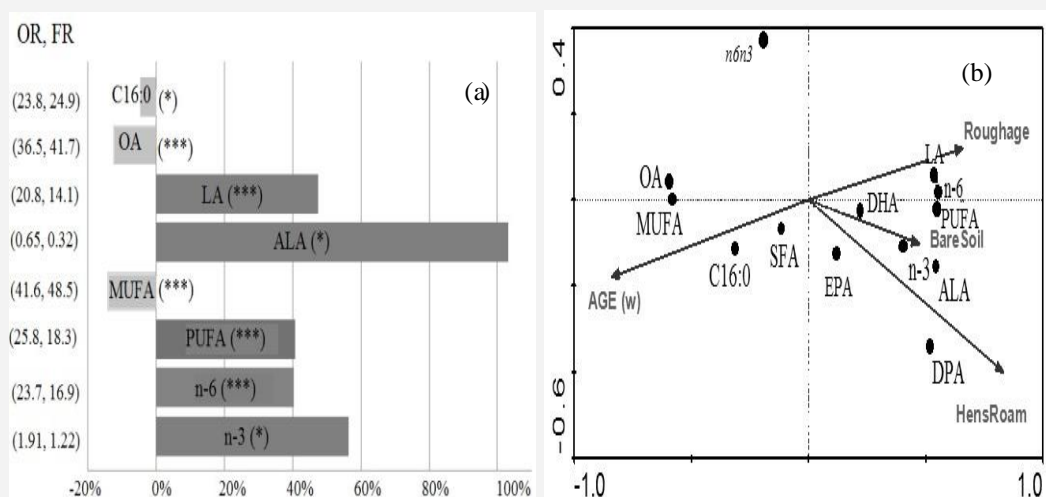 OR, FR
(a)
(23.8, 24.9) C16:0 (*)
(36.5, 41.7) OA (***)
(20.8, 14.1) LA (***)
(0.65, 0.32) ALA (*)
(41.6, 48.5) MUFA (***)
(25.8, 18.3) PUFA (***)
(23.7, 16.9) n-6 (***)
(1.91, 1.22) n-3 (*)
-20% 0% 20% 40% 60% 80% 100%
(b)
0.4
n6n3
Roughage
LA
OA
n-6
DHA
PUFA
MUFA
BareSoil
SFA
n-3
C16:0
EPA
ALA
AGE (w)
DPA
HensRoam
-0.6
-1.0 1.0